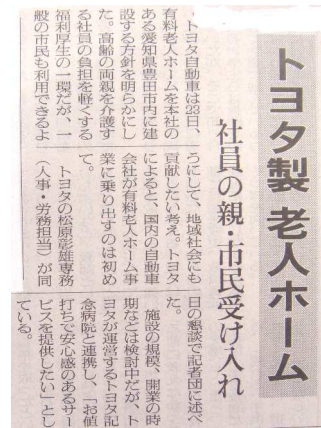 トヨタ製 老人ホーム
社員の親・市民受け入れ
トヨタ自動車は23日、
有料老人ホームを本社の
ある愛知県豊田市内に建
設する方針を明らかにし
た。高齢の両親を介護す
る社員の負担を軽くする
福利厚生の一環だが、一
般の市民も利用できるよ
うにして、地域社会にも
貢献したい考え。トヨタ
によると、国内の自動車
会社が有料老人ホーム事
業に乗り出すのは初め
て。
トヨタの松原彰雄専務
（人事・労務担当）が同
日の懇談で記者団に述べ
た。
施設の規模、開業の時
期などは検討中だが、ト
ヨタが運営するトヨタ記
念病院と連携し、「お値
打ちで安心感のあるサー
ビスを提供したい」とし
ている。